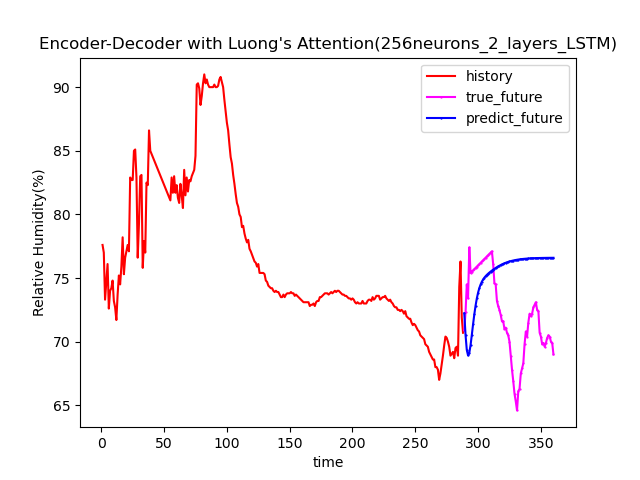 Encoder-Decoder with Luong's Attention(256neurons_2_layers_LSTM)
history
true_future
predict_future
Relative Humidity(%)
90
85
80
75
70
65
0 50 100 150 200 250 300 350
time